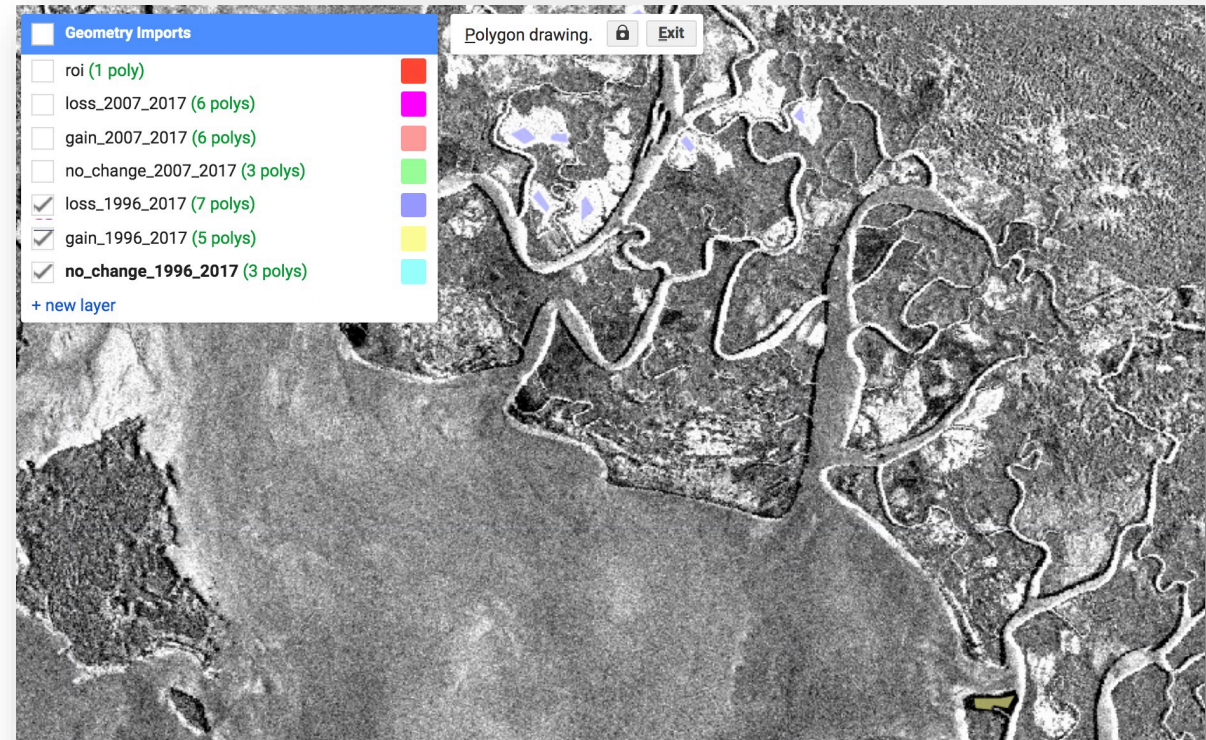 Geometry Imports
Polygon drawing. Exit
roi (1 poly)
loss_2007_2017 (6 polys)
gain_2007_2017 (6 polys)
no_change_2007_2017 (3 polys)
loss_1996_2017 (7 polys)
gain_1996_2017 (5 polys)
no_change_1996_2017 (3 polys)
+ new layer